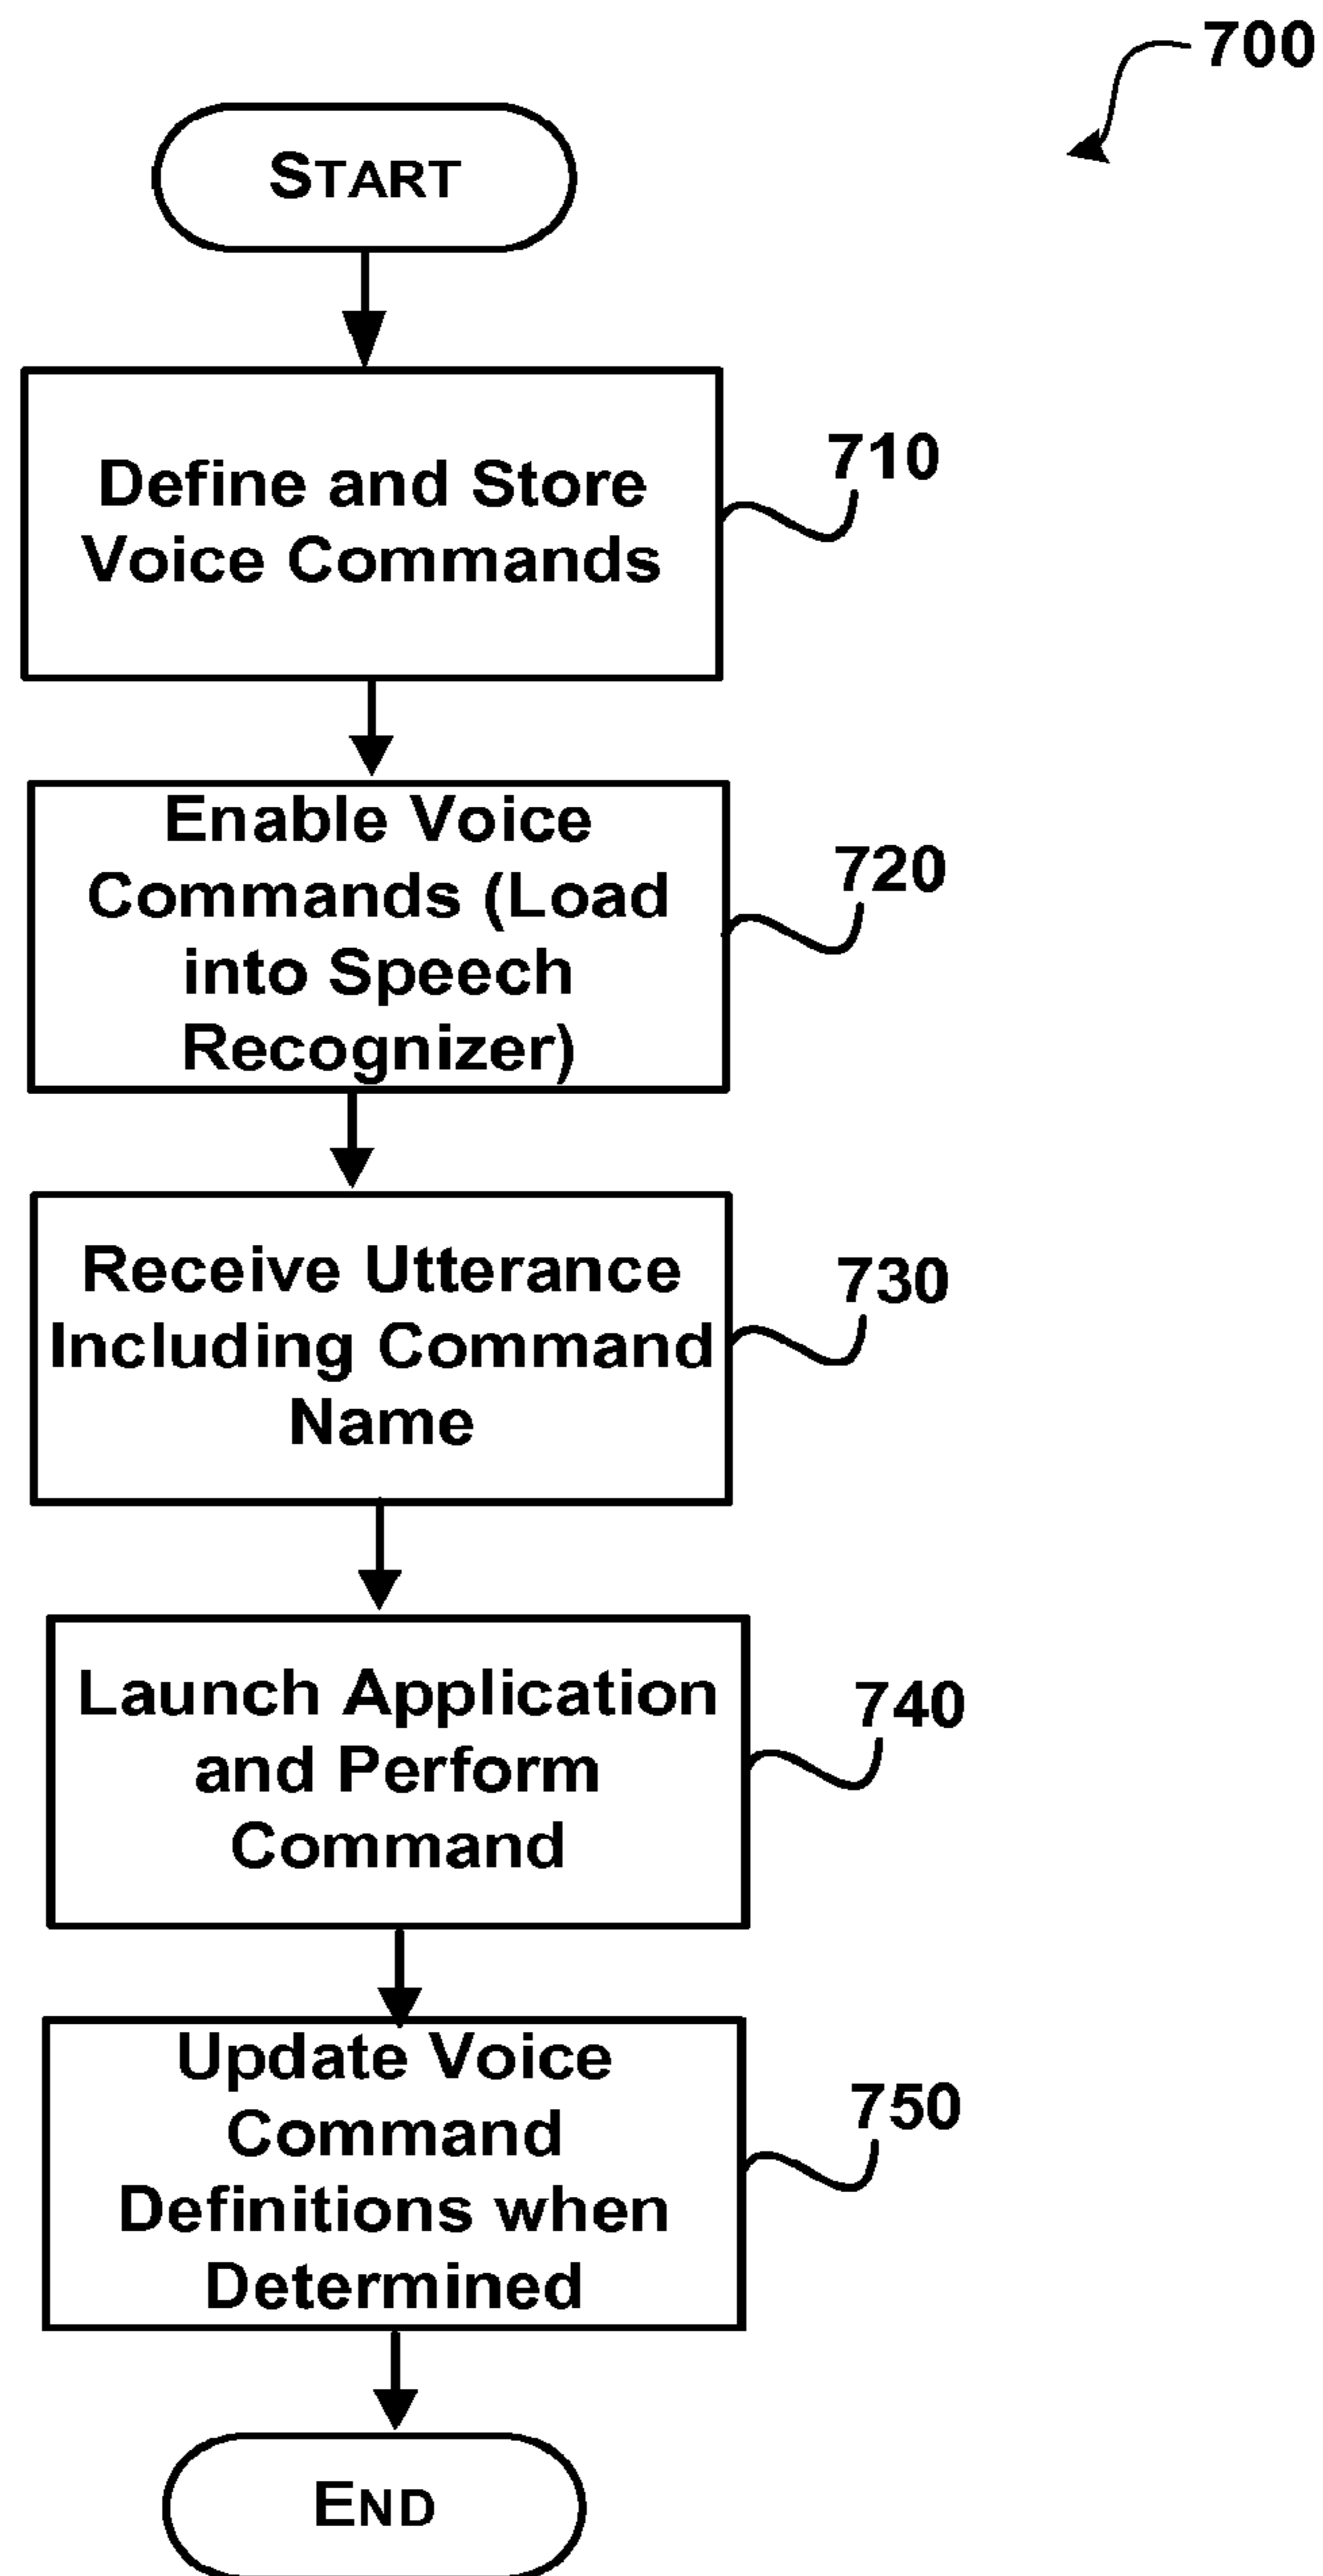 700
START
Define and Store
Voice Commands
710
Enable Voice
Commands (Load
into Speech
Recognizer)
720
Receive Utterance
Including Command
Name
730
Launch Application
and Perform
Command
740
Update Voice
Command
Definitions when
Determined
750
END